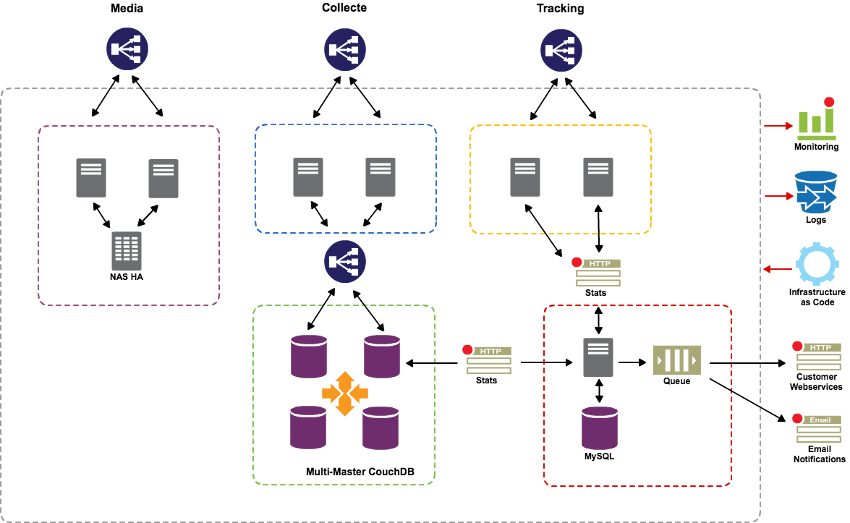 Media
Collecte
Tracking
Monitoring
Logs
NAS HA
HTTP
Stats
Infrastructure
as Code
HTTP
Stats
Queue
HTTP
Customer
Webservices
Email
Email
Notifications
MySQL
Multi-Master CouchDB